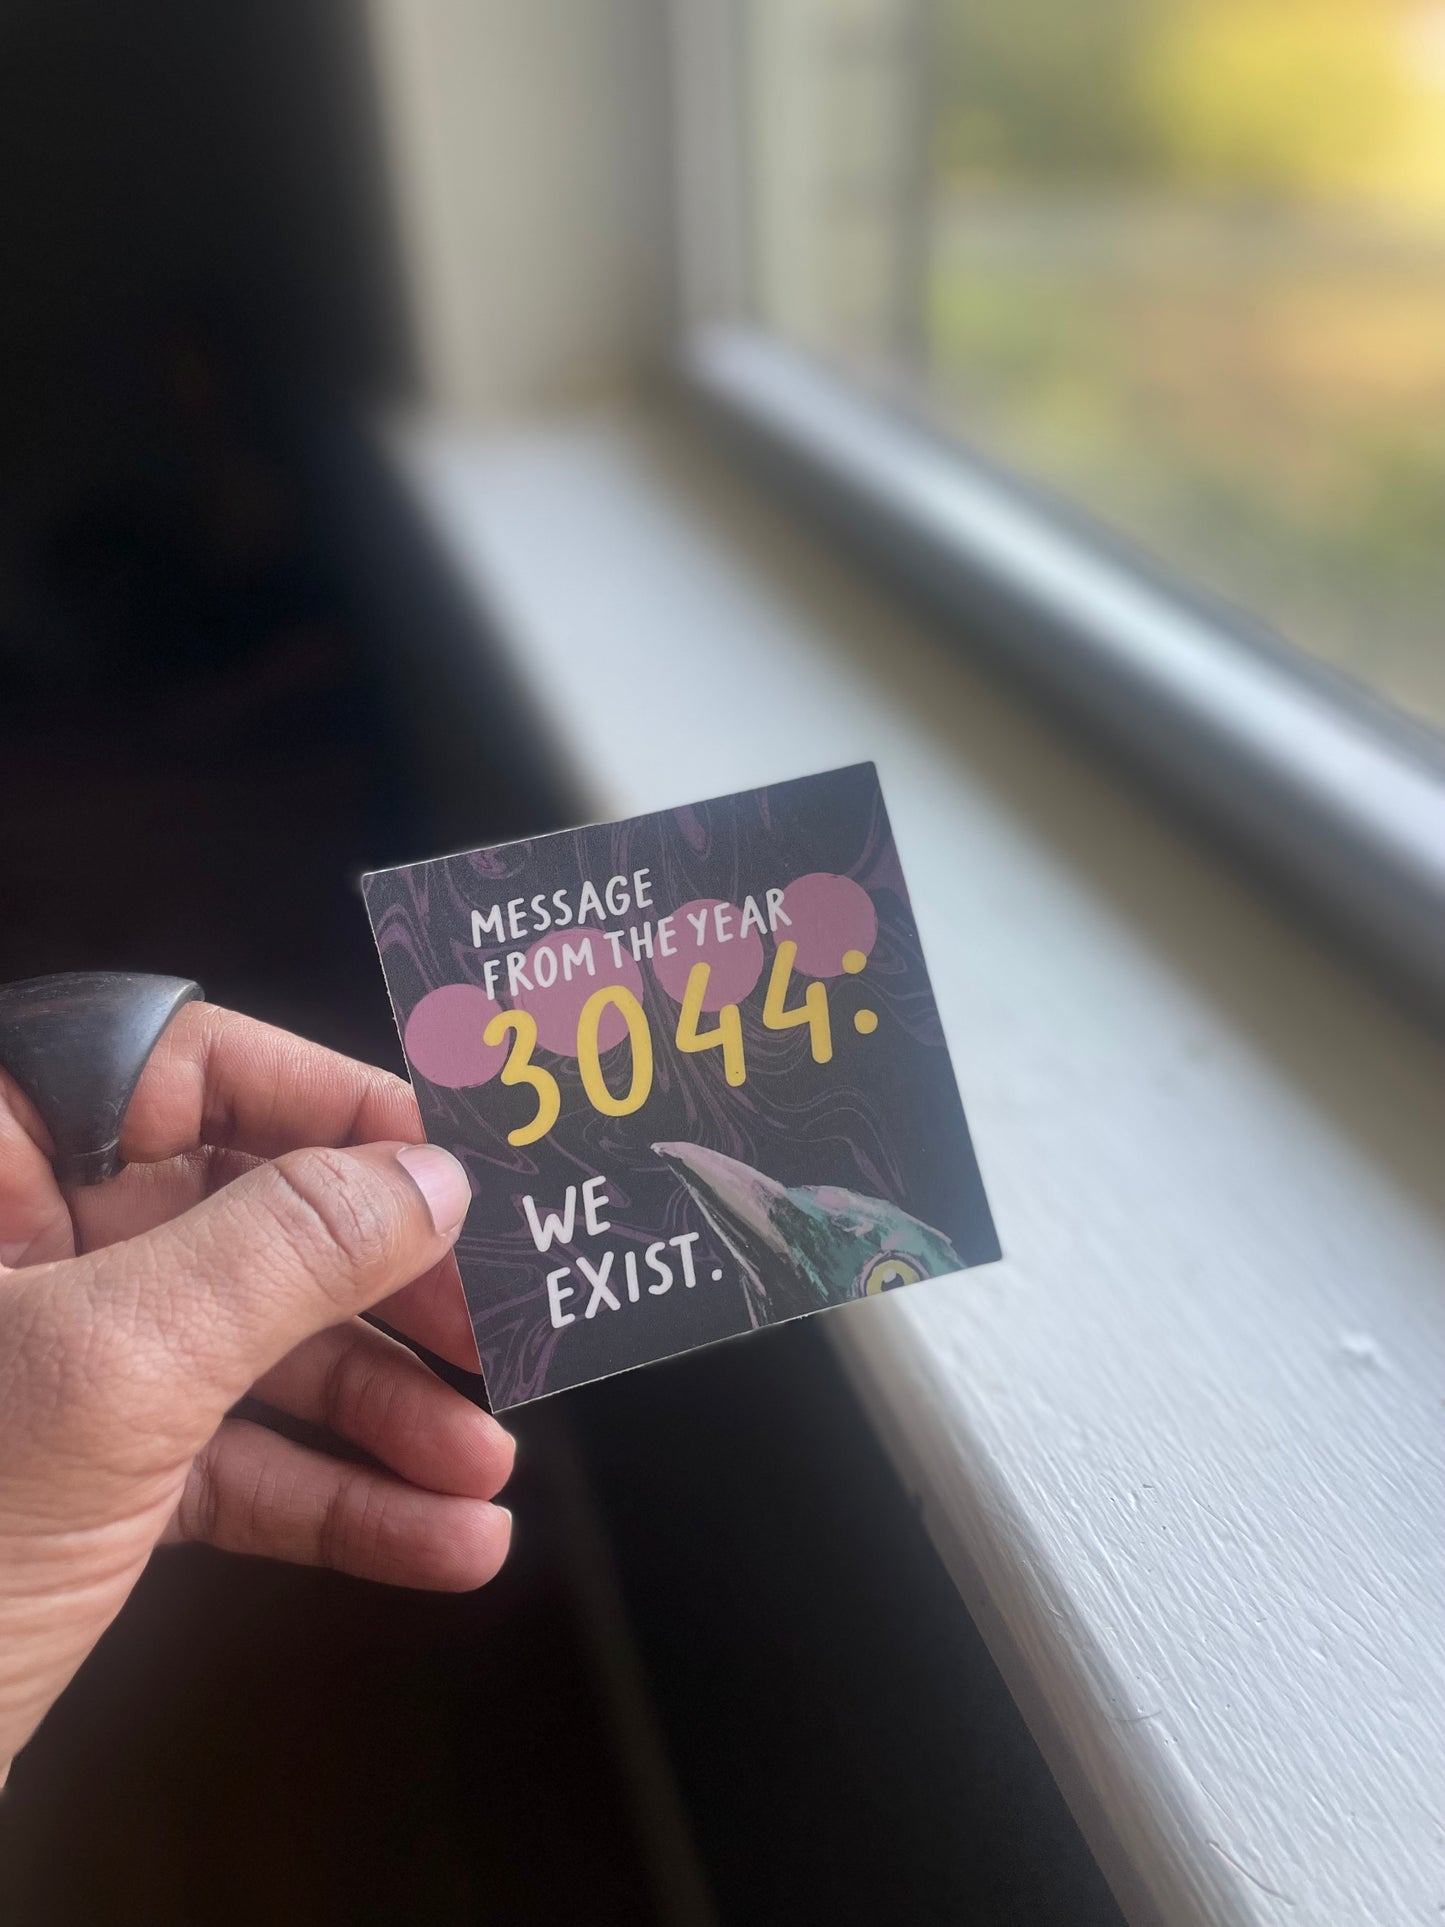 MESSAGE
FROM THE YEAR
3044:
WE
EXIST.